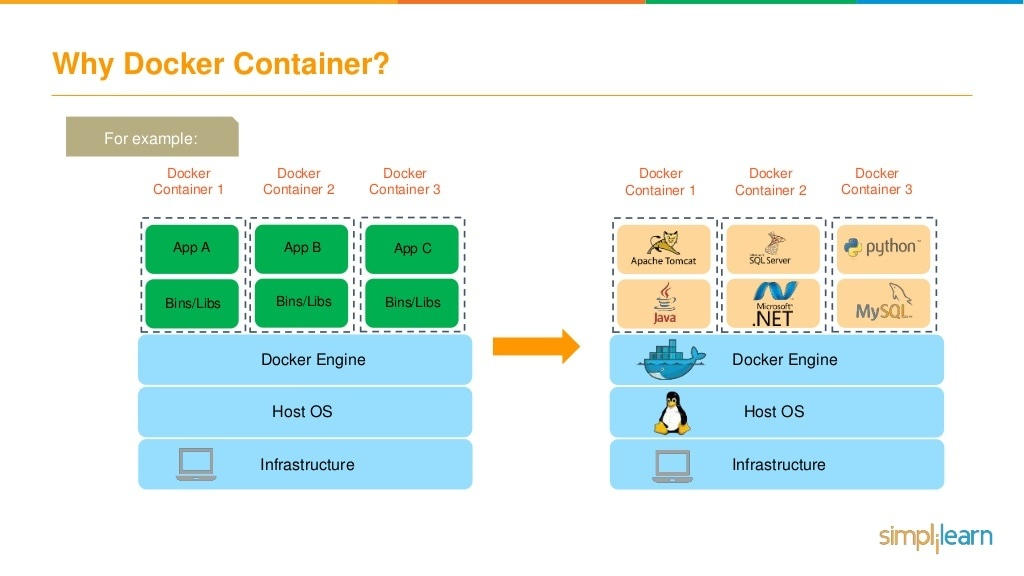 Why Docker Container?
For example:
Docker
Container 1
Docker
Container 2
Docker
Container 3
App A
App B
App C
Bins/Libs
Bins/Libs
Bins/Libs
Docker Engine
Host OS
Infrastructure
Docker
Container 1
Docker
Container 2
Docker
Container 3
Apache Tomcat
SQL Server
python™
Java
Microsoft
.NET
MySQL
Docker Engine
Host OS
Infrastructure
simplilearn